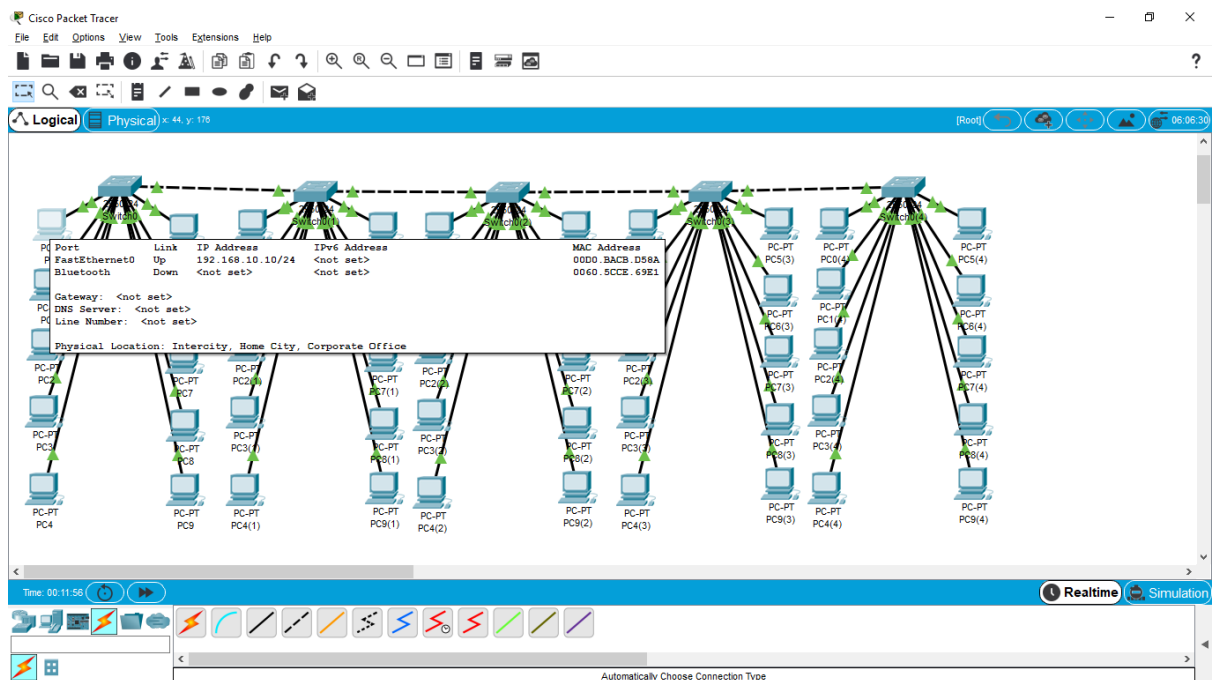 Cisco Packet Tracer
File Edit Options View Tools Extensions Help
?
Logical Physical x: 44, y: 176 [Root] 06:06:30
Switch0 Switch0(1) Switch0(2) Switch0(3) Switch0(4)
PC-PT PC-PT PC-PT
PC5(3) PC0(4) PC5(4)
Port Link IP Address IPv6 Address MAC Address
FastEthernet0 Up 192.168.10.10/24 <not set> 00D0.BACB.D58A
Bluetooth Down <not set> <not set> 0060.5CCE.69E1
Gateway: <not set>
DNS Server: <not set>
Line Number: <not set>
Physical Location: Intercity, Home City, Corporate Office
PC-PT PC-PT PC-PT
PC6(3) PC1(4) PC6(4)
PC-PT PC-PT PC-PT PC-PT PC-PT PC-PT PC-PT PC-PT PC-PT PC-PT
PC2 PC7 PC2(1) PC7(1) PC2(2) PC7(2) PC2(3) PC7(3) PC2(4) PC7(4)
PC-PT PC-PT PC-PT PC-PT PC-PT PC-PT PC-PT PC-PT PC-PT PC-PT
PC3 PC8 PC3(1) PC8(1) PC3(2) PC8(2) PC3(3) PC8(3) PC3(4) PC8(4)
PC-PT PC-PT PC-PT PC-PT PC-PT PC-PT PC-PT PC-PT PC-PT PC-PT
PC4 PC9 PC4(1) PC9(1) PC4(2) PC9(2) PC4(3) PC9(3) PC4(4) PC9(4)
Time: 00:11:56 Realtime Simulation
Automatically Choose Connection Type